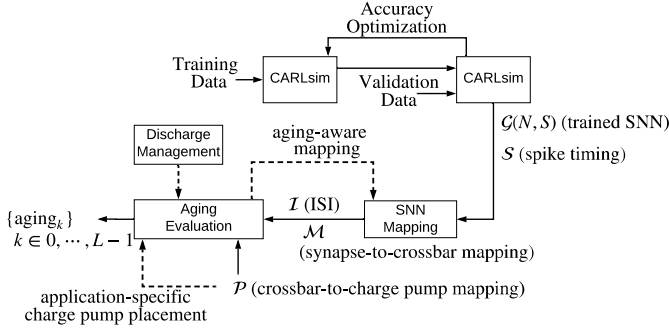 Accuracy
Optimization
Training
Data
CARLsim
Validation
Data
CARLsim
𝒢(N, S) (trained SNN)
𝒮 (spike timing)
Discharge
Management
aging-aware
mapping
{agingₖ}
k ∈ 0, ⋯, L − 1
Aging
Evaluation
ℐ (ISI)
ℳ
(synapse-to-crossbar mapping)
SNN
Mapping
application-specific
charge pump placement
𝒫 (crossbar-to-charge pump mapping)